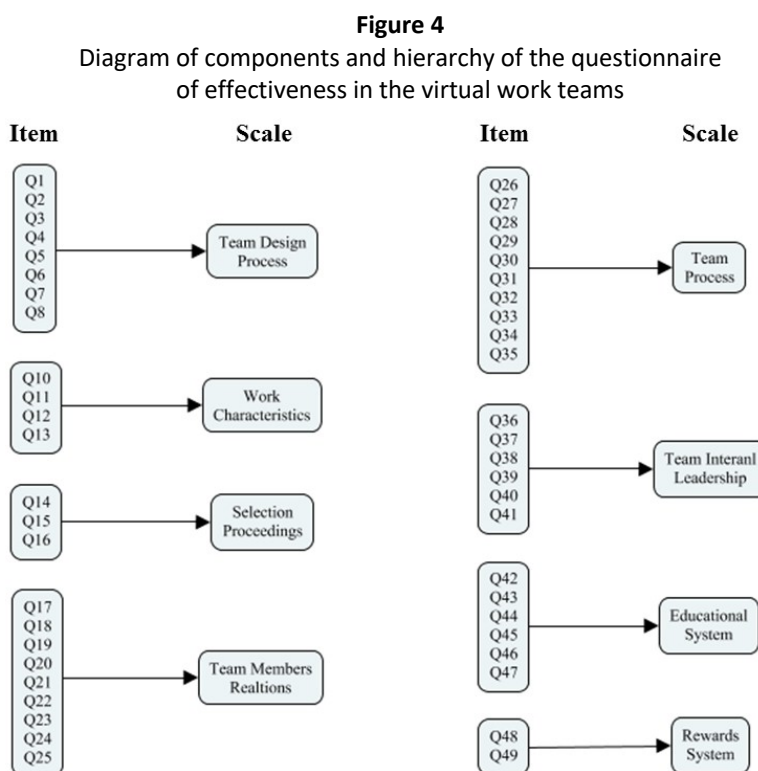 Figure 4
Diagram of components and hierarchy of the questionnaire
of effectiveness in the virtual work teams
Item
Scale
Q1
Q2
Q3
Q4
Q5
Q6
Q7
Q8
Team Design
Process
Q10
Q11
Q12
Q13
Work
Characteristics
Q14
Q15
Q16
Selection
Proceedings
Q17
Q18
Q19
Q20
Q21
Q22
Q23
Q24
Q25
Team Members
Realtions
Item
Scale
Q26
Q27
Q28
Q29
Q30
Q31
Q32
Q33
Q34
Q35
Team
Process
Q36
Q37
Q38
Q39
Q40
Q41
Team Interanl
Leadership
Q42
Q43
Q44
Q45
Q46
Q47
Educational
System
Q48
Q49
Rewards
System